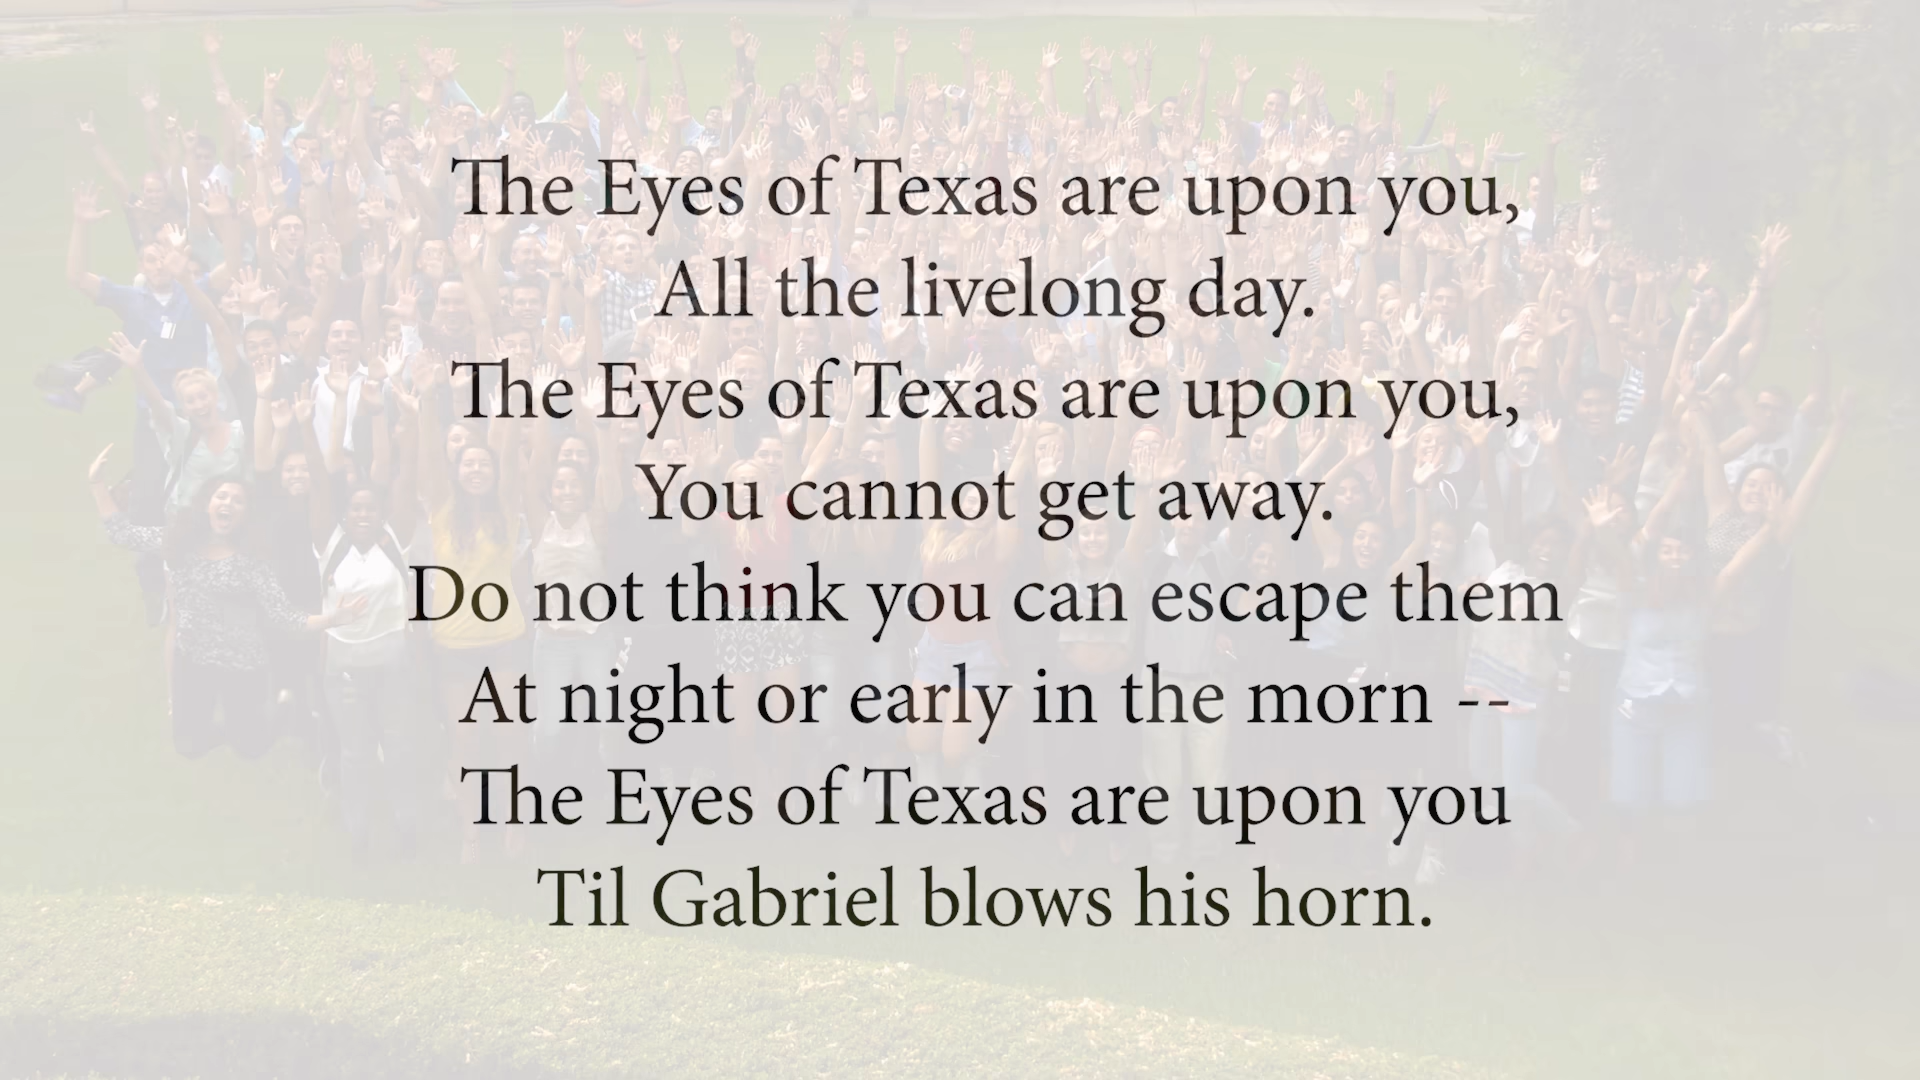 The Eyes of Texas are upon you,
All the livelong day.
The Eyes of Texas are upon you,
You cannot get away.
Do not think you can escape them
At night or early in the morn --
The Eyes of Texas are upon you
Til Gabriel blows his horn.